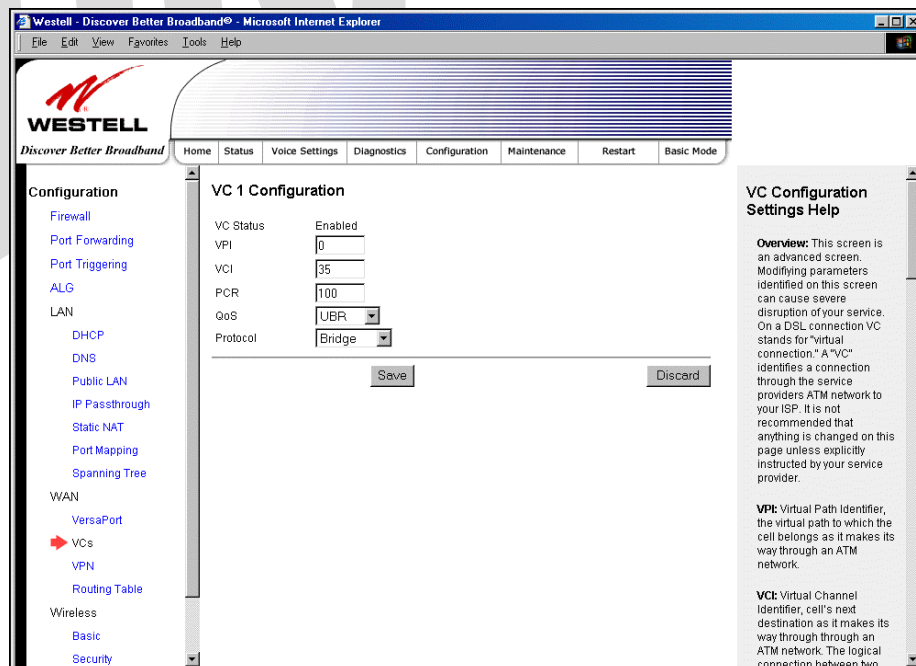 Westell - Discover Better Broadband® - Microsoft Internet Explorer
File Edit View Favorites Tools Help
WESTELL®
Discover Better Broadband
Home Status Voice Settings Diagnostics Configuration Maintenance Restart Basic Mode
Configuration
Firewall
Port Forwarding
Port Triggering
ALG
LAN
DHCP
DNS
Public LAN
IP Passthrough
Static NAT
Port Mapping
Spanning Tree
WAN
VersaPort
VCs
VPN
Routing Table
Wireless
Basic
Security
VC 1 Configuration
VC Status Enabled
VPI 0
VCI 35
PCR 100
QoS UBR
Protocol Bridge
Save Discard
VC Configuration
Settings Help
Overview: This screen is
an advanced screen.
Modifiying parameters
identified on this screen
can cause severe
disruption of your service.
On a DSL connection VC
stands for "virtual
connection." A "VC"
identifies a connection
through the service
providers ATM network to
your ISP. It is not
recommended that
anything is changed on this
page unless explicitly
instructed by your service
provider.
VPI: Virtual Path Identifier,
the virtual path to which the
cell belongs as it makes its
way through an ATM
network.
VCI: Virtual Channel
Identifier, cell's next
destination as it makes its
way through through an
ATM network. The logical
connection between two